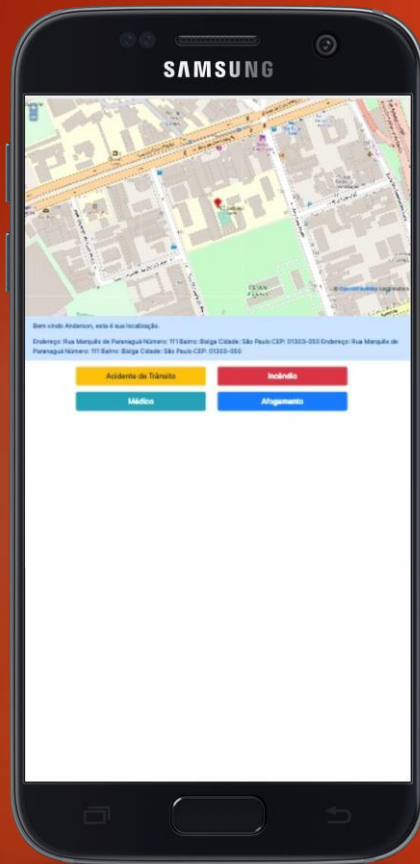 SAMSUNG
Bem vindo Anderson, esta é sua localização.
Endereço: Rua Marquês de Paranaguá Número: 111 Bairro: Bixiga Cidade: São Paulo CEP: 01303-050 Endereço: Rua Marquês de
Paranaguá Número: 111 Bairro: Bixiga Cidade: São Paulo CEP: 01303-050
Acidente de Trânsito
Incêndio
Médico
Afogamento